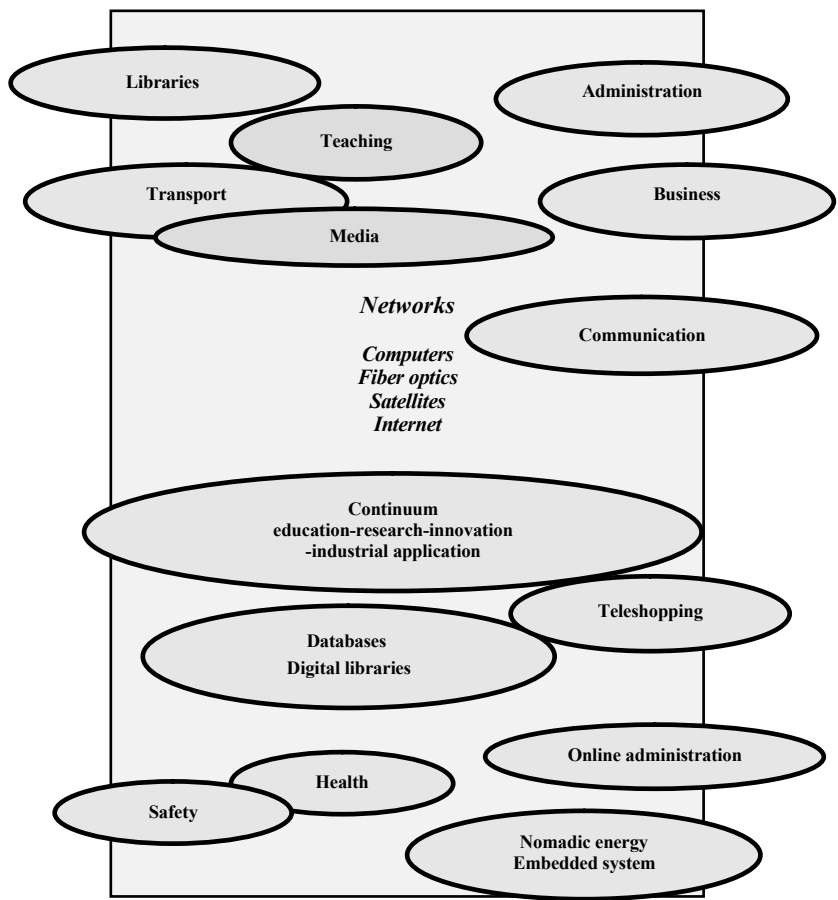 Libraries
Administration
Teaching
Transport
Business
Media
Networks
Communication
Computers
Fiber optics
Satellites
Internet
Continuum
education-research-innovation
-industrial application
Teleshopping
Databases
Digital libraries
Online administration
Health
Safety
Nomadic energy
Embedded system